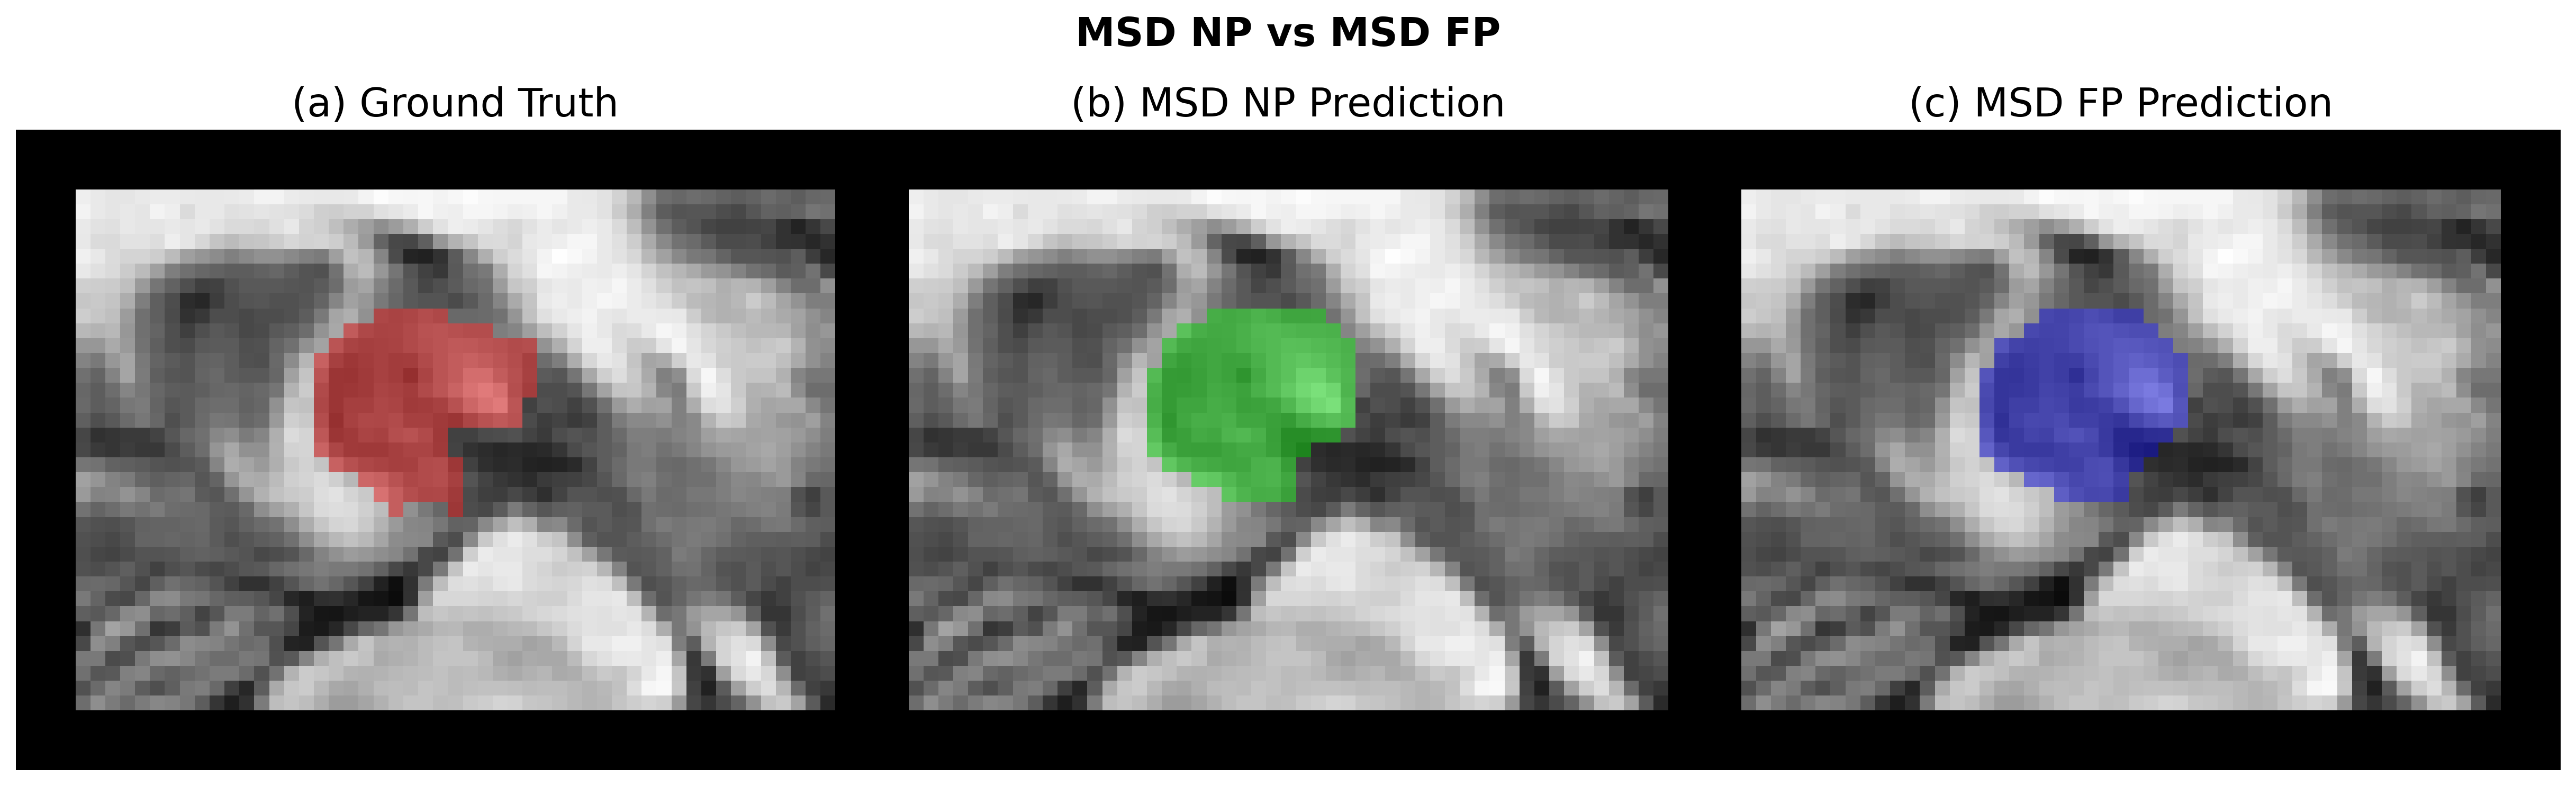 MSD NP vs MSD FP
(a) Ground Truth
(b) MSD NP Prediction
(c) MSD FP Prediction